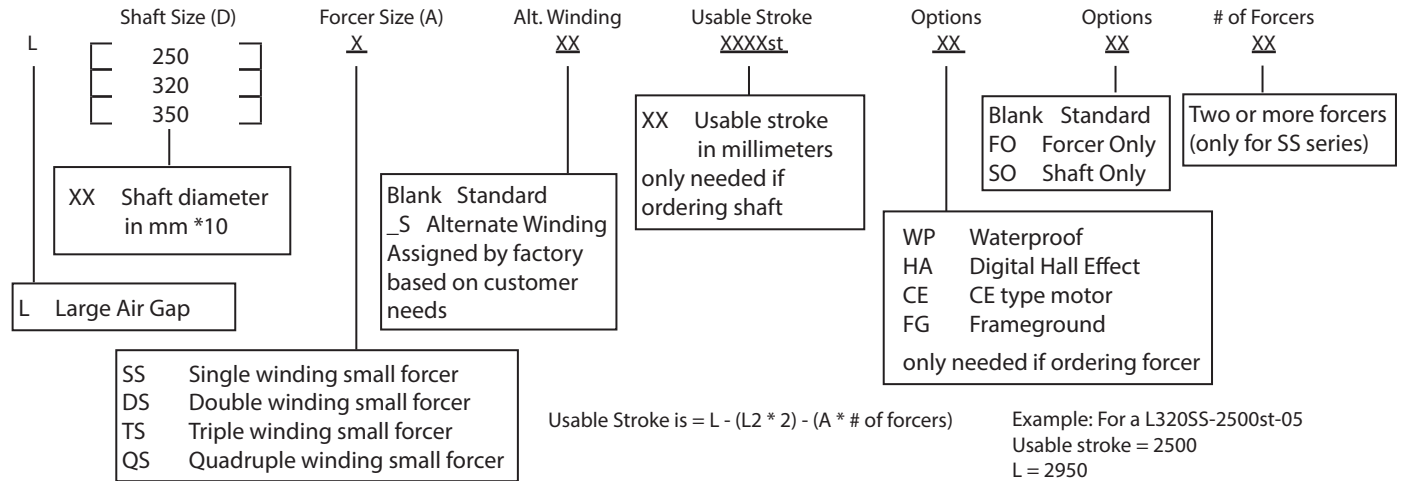 Shaft Size (D) Forcer Size (A) Alt. Winding Usable Stroke Options Options # of Forcers
L X XX XXXXst XX XX XX
250
320
350
XX Shaft diameter
in mm *10
L Large Air Gap
SS Single winding small forcer
DS Double winding small forcer
TS Triple winding small forcer
QS Quadruple winding small forcer
Blank Standard
_S Alternate Winding
Assigned by factory
based on customer
needs
XX Usable stroke
in millimeters
only needed if
ordering shaft
WP Waterproof
HA Digital Hall Effect
CE CE type motor
FG Frameground
only needed if ordering forcer
Blank Standard
FO Forcer Only
SO Shaft Only
Two or more forcers
(only for SS series)
Usable Stroke is = L - (L2 * 2) - (A * # of forcers)
Example: For a L320SS-2500st-05
Usable stroke = 2500
L = 2950